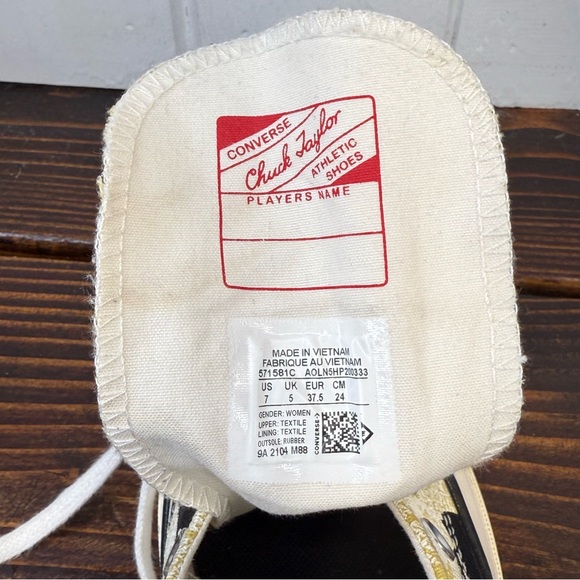 CONVERSE
Chuck Taylor
ATHLETIC
SHOES
PLAYERS NAME
MADE IN VIETNAM
FABRIQUE AU VIETNAM
571581C AOLN5HP200333
US UK EUR CM
7 5 37.5 24
GENDER: WOMEN
UPPER: TEXTILE
LINING: TEXTILE
OUTSOLE: RUBBER
9A 2104 M88
CONVERSE